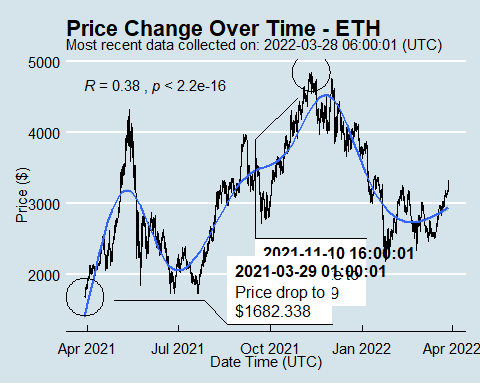 Price Change Over Time - ETH
Most recent data collected on: 2022-03-28 06:00:01 (UTC)
R = 0.38 , p < 2.2e-16
5000
4000
3000
2000
Price ($)
2021-11-10 16:00:01
2021-03-29 01:00:01
Price drop to
9
$1682.338
Apr 2021
Jul 2021
Oct 2021
Jan 2022
Apr 2022
Date Time (UTC)